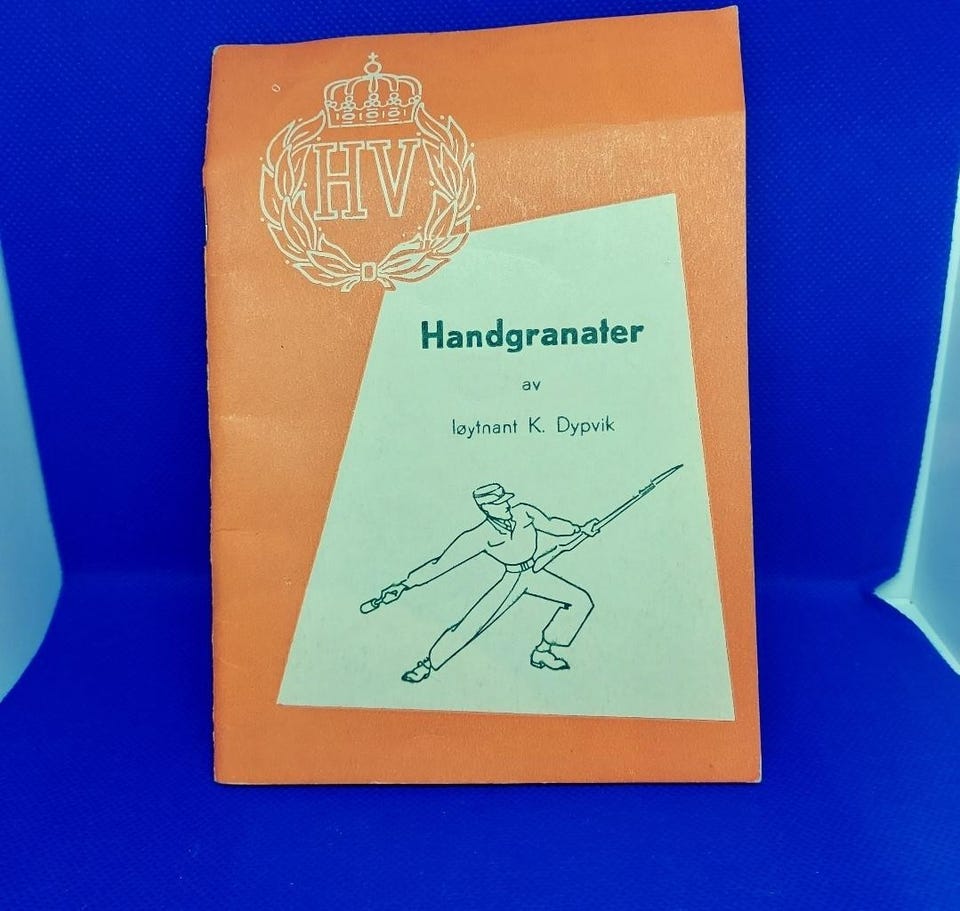 HV
Handgranater
av
løytnant K. Dypvik